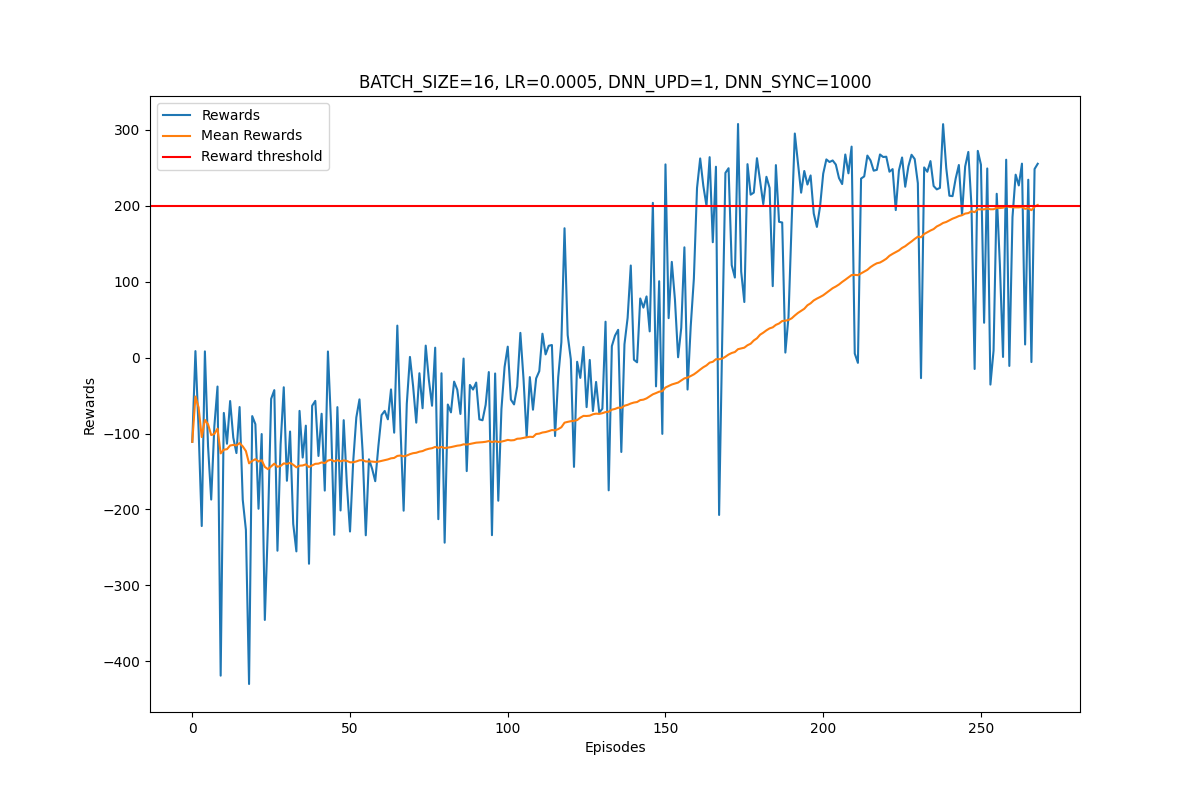 BATCH_SIZE=16, LR=0.0005, DNN_UPD=1, DNN_SYNC=1000
Rewards
Mean Rewards
Reward threshold
300
200
100
0
−100
−200
−300
−400
Rewards
0 50 100 150 200 250
Episodes